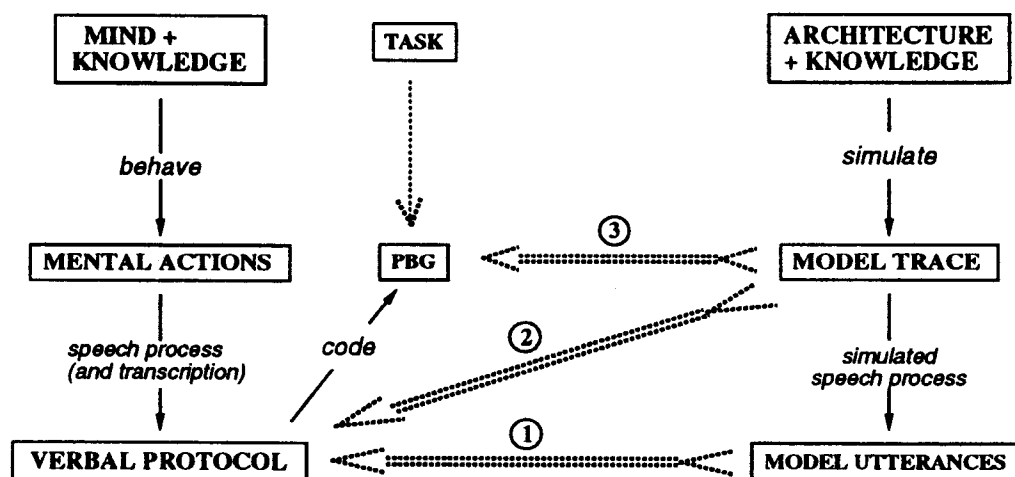 MIND +
KNOWLEDGE
TASK
ARCHITECTURE
+ KNOWLEDGE
behave
simulate
3
MENTAL ACTIONS
PBG
MODEL TRACE
2
speech process
(and transcription)
code
simulated
speech process
1
VERBAL PROTOCOL
MODEL UTTERANCES